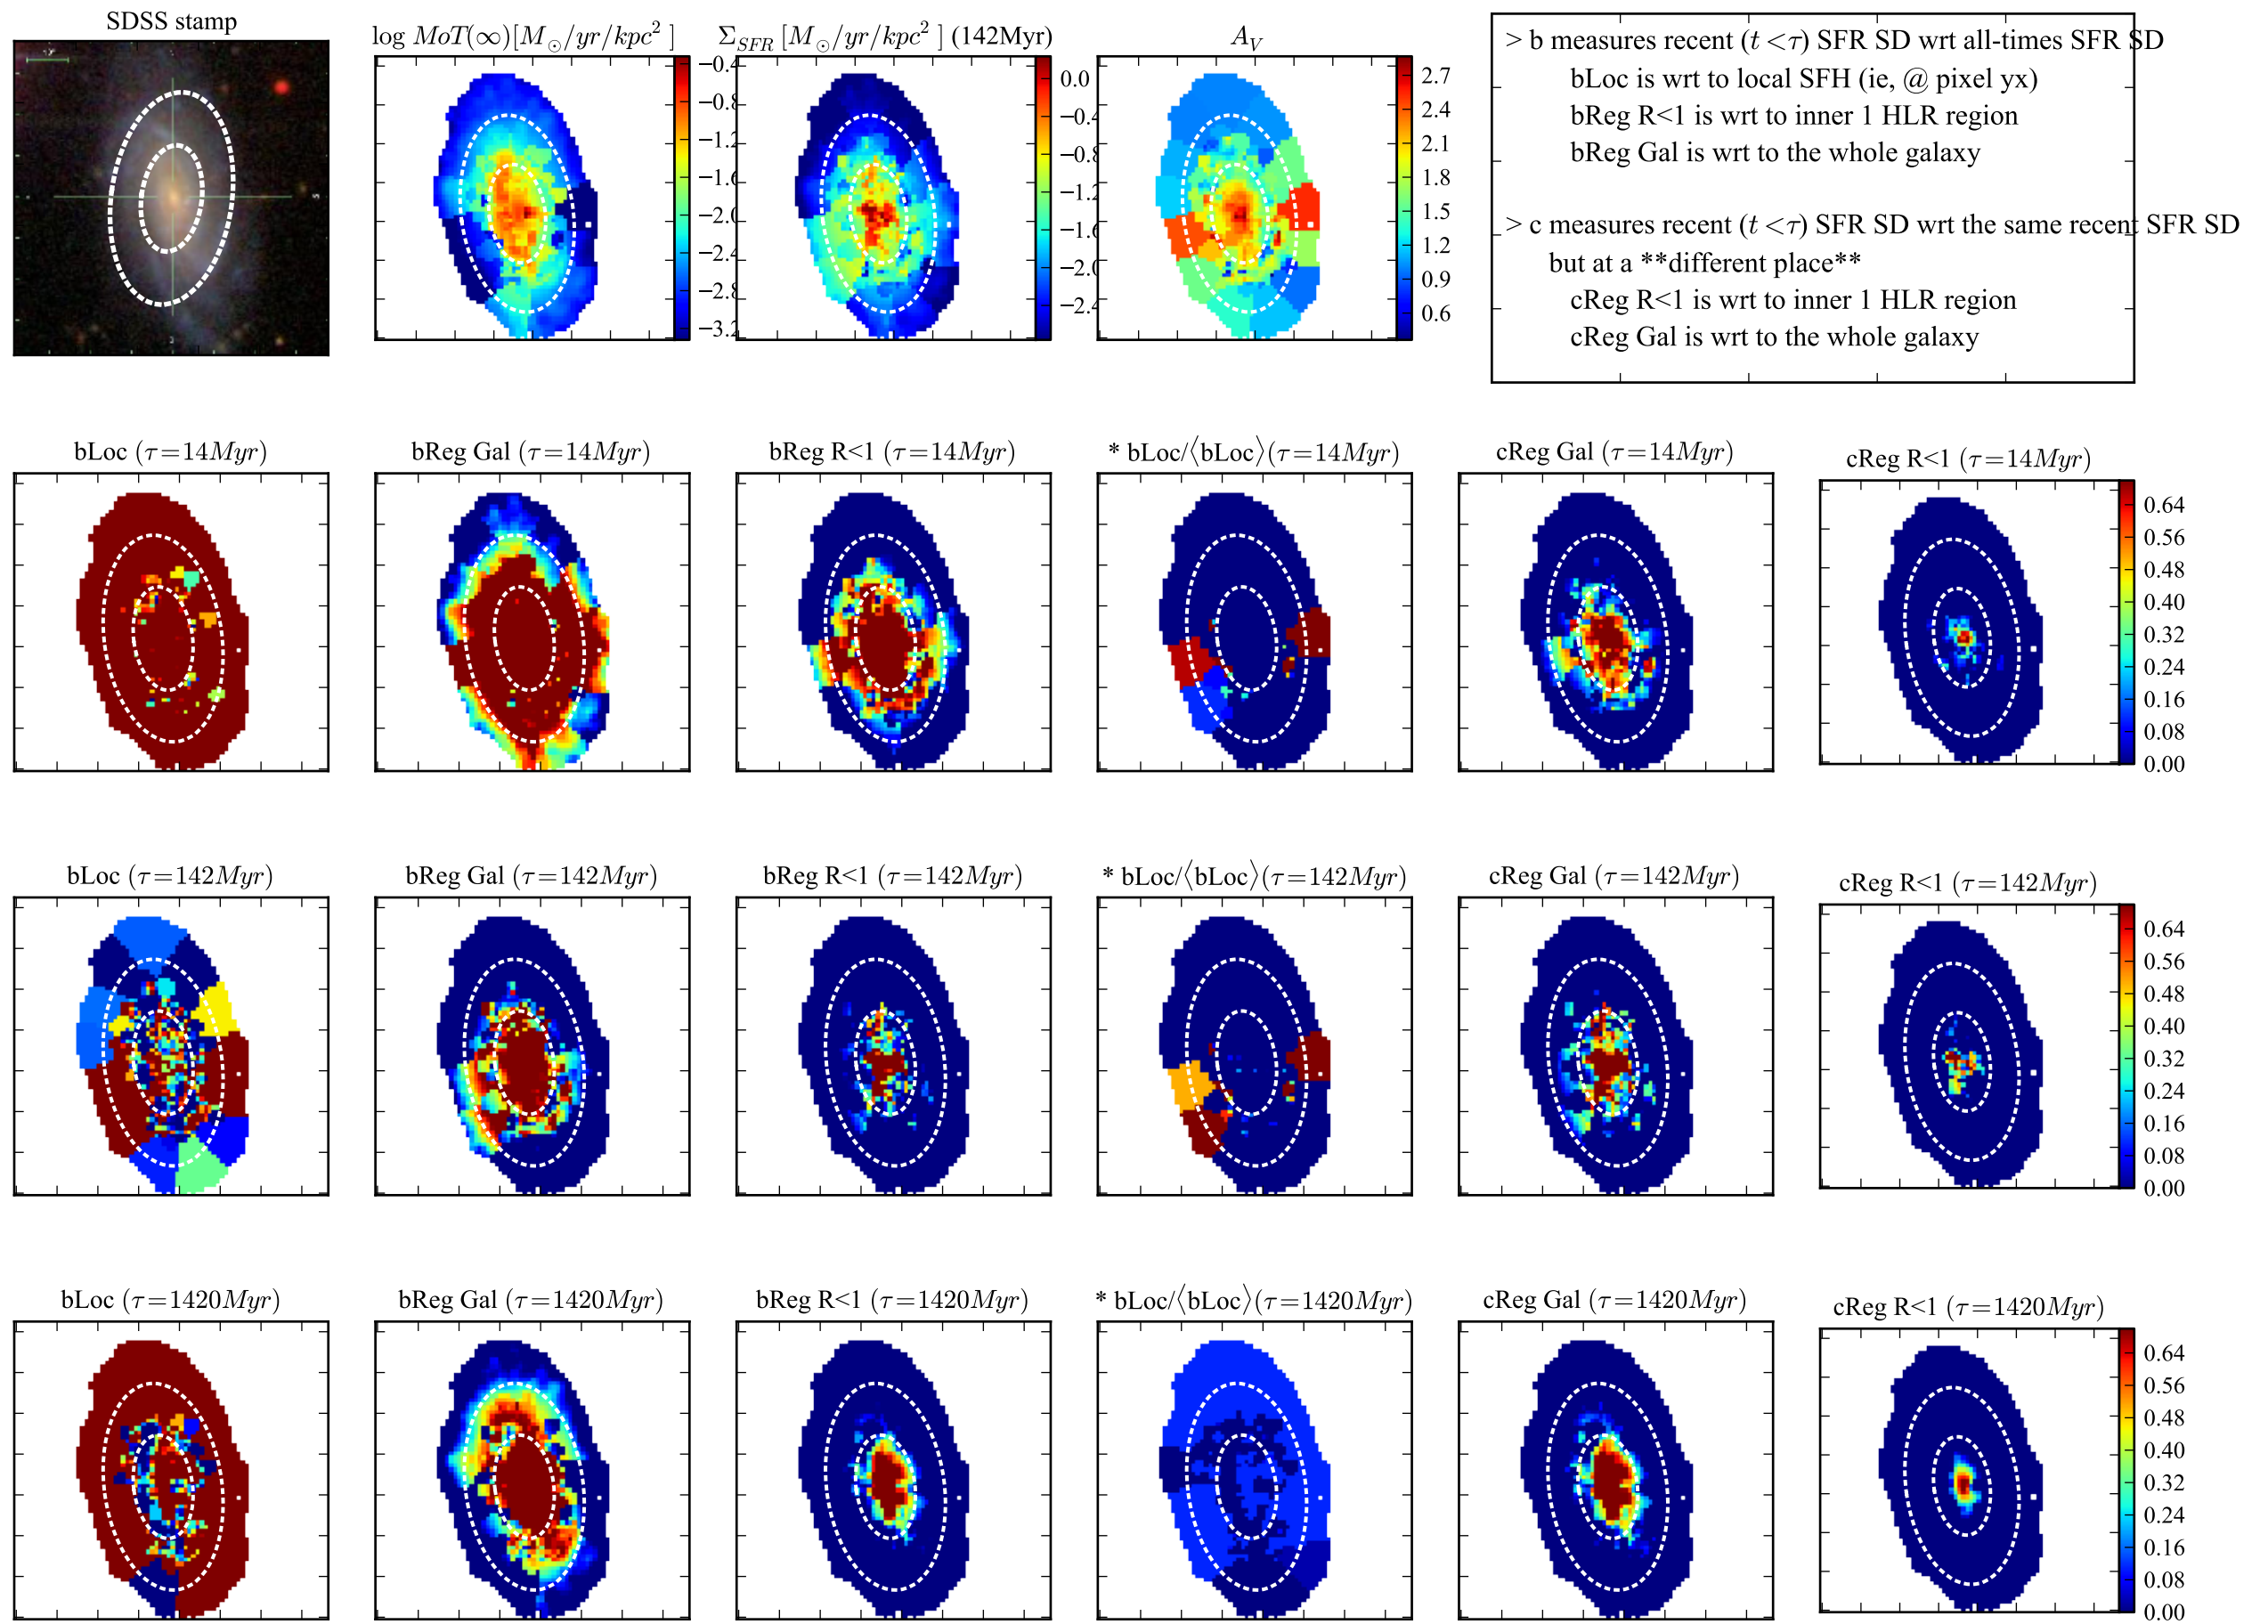 SDSS stamp
log MoT(∞)[M⊙/yr/kpc² ]
Σ_SFR [M⊙/yr/kpc² ] (142Myr)
A_V
−0.4
−0.8
−1.2
−1.6
−2.0
−2.4
−2.8
−3.2
0.0
−0.4
−0.8
−1.2
−1.6
−2.0
−2.4
2.7
2.4
2.1
1.8
1.5
1.2
0.9
0.6
> b measures recent (t <τ) SFR SD wrt all-times SFR SD
bLoc is wrt to local SFH (ie, @ pixel yx)
bReg R<1 is wrt to inner 1 HLR region
bReg Gal is wrt to the whole galaxy
> c measures recent (t <τ) SFR SD wrt the same recent SFR SD
but at a **different place**
cReg R<1 is wrt to inner 1 HLR region
cReg Gal is wrt to the whole galaxy
bLoc (τ=14Myr)
bReg Gal (τ=14Myr)
bReg R<1 (τ=14Myr)
* bLoc/⟨bLoc⟩(τ=14Myr)
cReg Gal (τ=14Myr)
cReg R<1 (τ=14Myr)
0.64
0.56
0.48
0.40
0.32
0.24
0.16
0.08
0.00
bLoc (τ=142Myr)
bReg Gal (τ=142Myr)
bReg R<1 (τ=142Myr)
* bLoc/⟨bLoc⟩(τ=142Myr)
cReg Gal (τ=142Myr)
cReg R<1 (τ=142Myr)
0.64
0.56
0.48
0.40
0.32
0.24
0.16
0.08
0.00
bLoc (τ=1420Myr)
bReg Gal (τ=1420Myr)
bReg R<1 (τ=1420Myr)
* bLoc/⟨bLoc⟩(τ=1420Myr)
cReg Gal (τ=1420Myr)
cReg R<1 (τ=1420Myr)
0.64
0.56
0.48
0.40
0.32
0.24
0.16
0.08
0.00